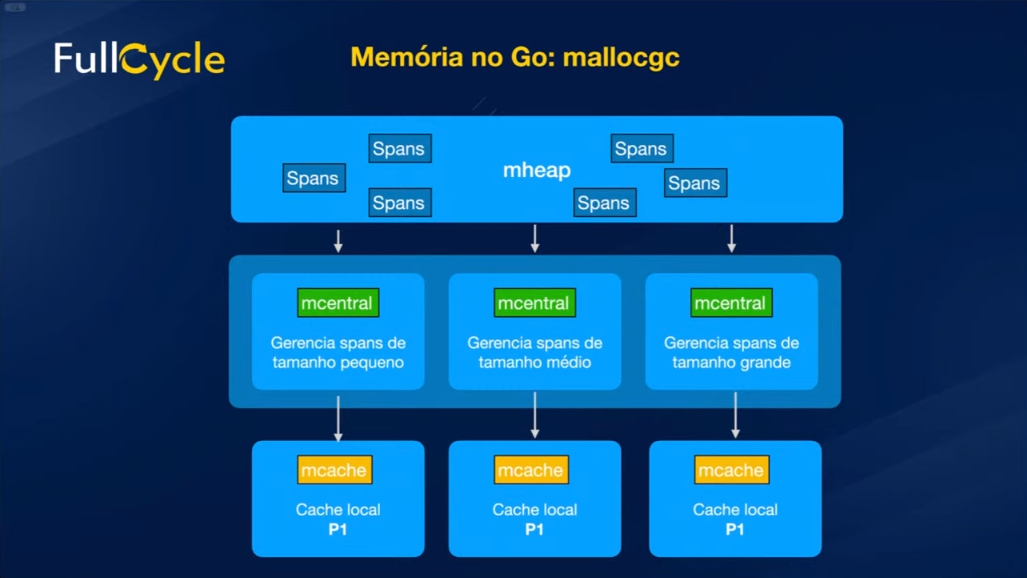 FullCycle
Memória no Go: mallocgc
Spans
Spans
Spans
mheap
Spans
Spans
Spans
mcentral
Gerencia spans de
tamanho pequeno
mcentral
Gerencia spans de
tamanho médio
mcentral
Gerencia spans de
tamanho grande
mcache
Cache local
P1
mcache
Cache local
P1
mcache
Cache local
P1